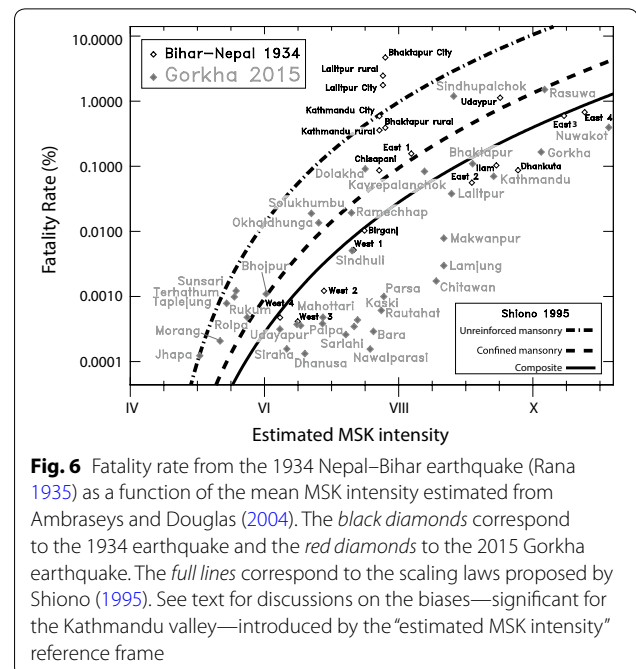 10.0000
1.0000
0.1000
0.0100
0.0010
0.0001
Fatality Rate (%)
Bihar-Nepal 1934
Gorkha 2015
Bhaktapur City
Lalitpur rural
Lalitpur City
Sindhupalchok
Rasuwa
Udaypur
Kathmandu City
Bhaktapur rural
Kathmandu rural
East 3
East 4
Nuwakot
East 1
Chisapani
Bhaktapur
Gorkha
Dolakha
Ilam
Dhankuta
Kavrepalanchok
East 2
Kathmandu
Lalitpur
Solukhumbu
Ramechhap
Okhaldhunga
Birganj
Makwanpur
West 1
Sindhuli
Bhojpur
Lamjung
Sunsari
Terhathum
Taplejung
West 2
Parsa
Chitawan
West 4
Mahottari
Kaski
Rukum
Rautahat
Rolpa
West 3
Morang
Udayapur
Palpa
Bara
Sarlahi
Jhapa
Siraha
Dhanusa
Nawalparasi
Shiono 1995
Unreinforced mansonry
Confined masonry
Composite
IV
VI
VIII
X
Estimated MSK intensity
Fig. 6 Fatality rate from the 1934 Nepal–Bihar earthquake (Rana
1935) as a function of the mean MSK intensity estimated from
Ambraseys and Douglas (2004). The black diamonds correspond
to the 1934 earthquake and the red diamonds to the 2015 Gorkha
earthquake. The full lines correspond to the scaling laws proposed by
Shiono (1995). See text for discussions on the biases—significant for
the Kathmandu valley—introduced by the “estimated MSK intensity”
reference frame